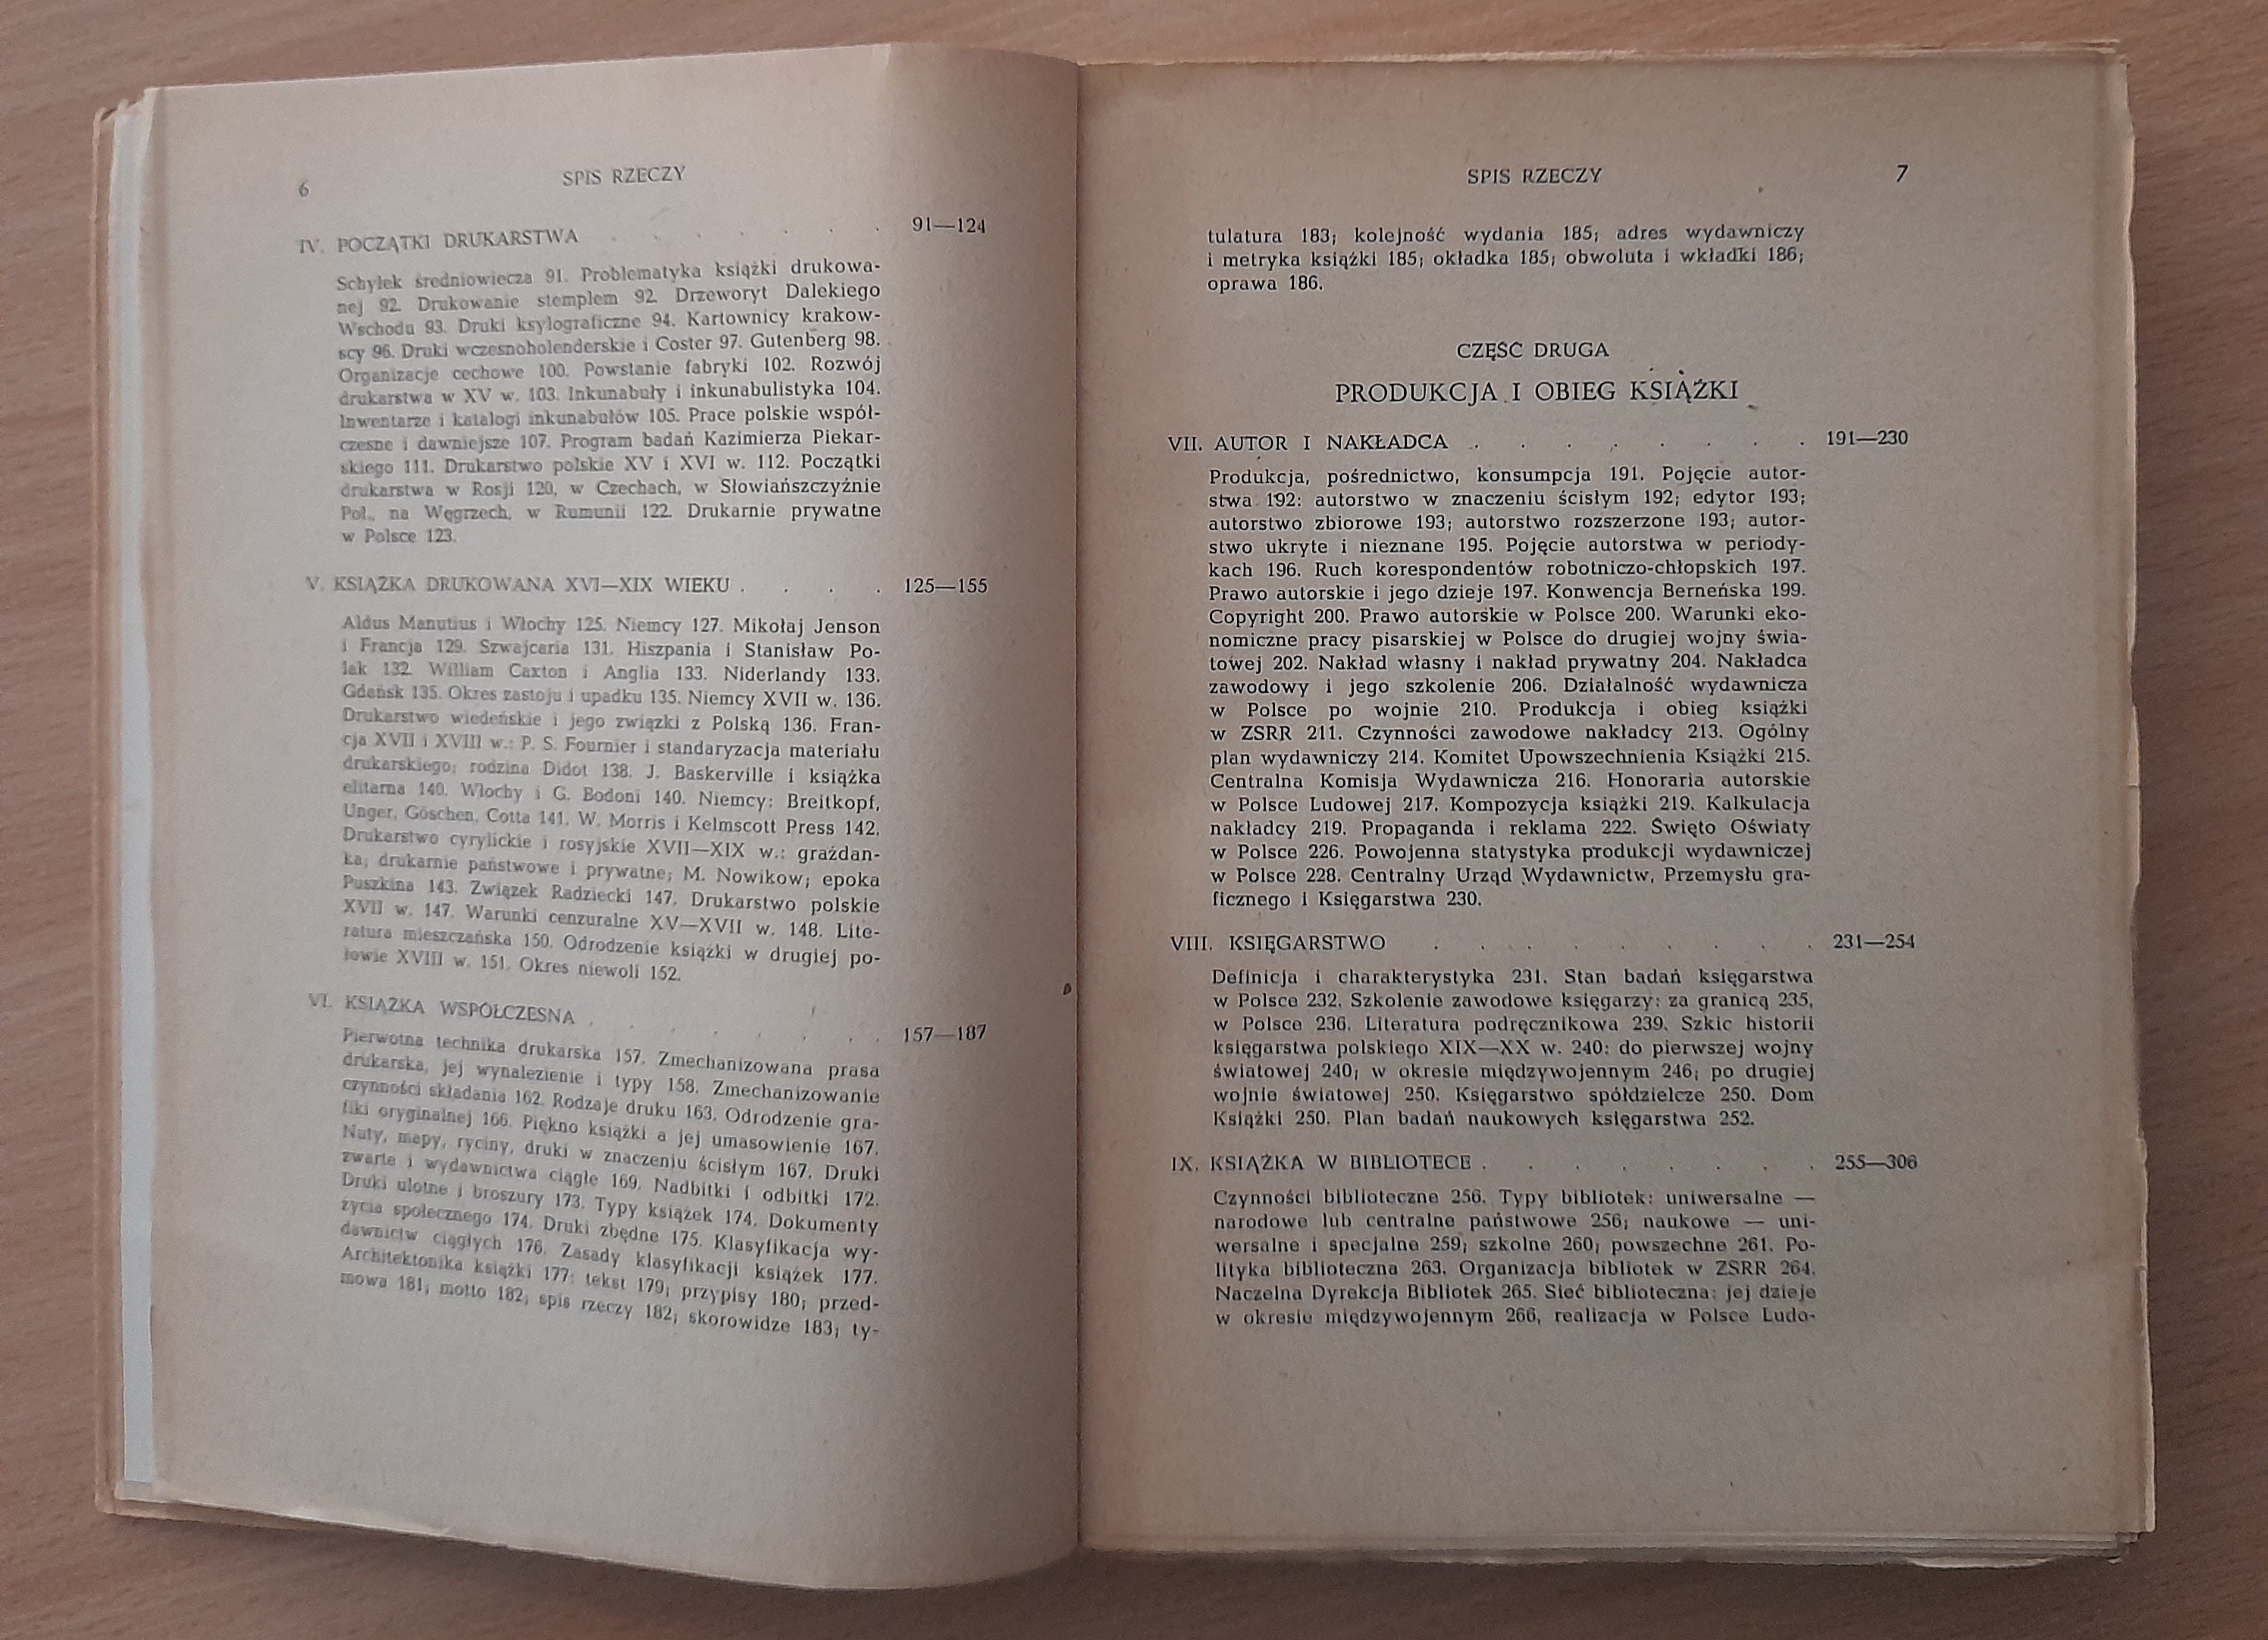 6 SPIS RZECZY
IV. POCZĄTKI DRUKARSTWA . . . . . . 91—124
Schyłek średniowiecza 91. Problematyka książki drukowa-
nej 92. Drukowanie stemplem 92. Drzeworyt Dalekiego
Wschodu 93. Druki ksylograficzne 94. Kartownicy krakow-
scy 96. Druki wczesnoholenderskie i Coster 97. Gutenberg 98.
Organizacje cechowe 100. Powstanie fabryki 102. Rozwój
drukarstwa w XV w. 103. Inkunabuły i inkunabulistyka 104.
Inwentarze i katalogi inkunabułów 105. Prace polskie współ-
czesne i dawniejsze 107. Program badań Kazimierza Piekar-
skiego 111. Drukarstwo polskie XV i XVI w. 112. Początki
drukarstwa w Rosji 120, w Czechach, w Słowiańszczyźnie
Poł., na Węgrzech, w Rumunii 122. Drukarnie prywatne
w Polsce 123.
V. KSIĄŻKA DRUKOWANA XVI—XIX WIEKU . . . . 125—155
Aldus Manutius i Włochy 125. Niemcy 127. Mikołaj Jenson
i Francja 129. Szwajcaria 131. Hiszpania i Stanisław Po-
lak 132. William Caxton i Anglia 133. Niderlandy 133.
Gdańsk 135. Okres zastoju i upadku 135. Niemcy XVII w. 136.
Drukarstwo wiedeńskie i jego związki z Polską 136. Fran-
cja XVII i XVIII w.: P. S. Fournier i standaryzacja materiału
drukarskiego; rodzina Didot 138. J. Baskerville i książka
elitarna 140. Włochy i G. Bodoni 140. Niemcy: Breitkopf,
Unger, Göschen, Cotta 141. W. Morris i Kelmscott Press 142.
Drukarstwo cyrylickie i rosyjskie XVII—XIX w.: grażdan-
ka; drukarnie państwowe i prywatne; M. Nowikow; epoka
Puszkina 143. Związek Radziecki 147. Drukarstwo polskie
XVII w. 147. Warunki cenzuralne XV—XVII w. 148. Lite-
ratura mieszczańska 150. Odrodzenie książki w drugiej po-
łowie XVIII w. 151. Okres niewoli 152.
VI. KSIĄŻKA WSPÓŁCZESNA . . . . . . 157—187
Pierwotna technika drukarska 157. Zmechanizowana prasa
drukarska, jej wynalezienie i typy 158. Zmechanizowanie
czynności składania 162. Rodzaje druku 163. Odrodzenie gra-
fiki oryginalnej 166. Piękno książki a jej umasowienie 167.
Nuty, mapy, ryciny, druki w znaczeniu ścisłym 167. Druki
zwarte i wydawnictwa ciągłe 169. Nadbitki i odbitki 172.
Druki ulotne i broszury 173. Typy książek 174. Dokumenty
życia społecznego 174. Druki zbędne 175. Klasyfikacja wy-
dawnictw ciągłych 176. Zasady klasyfikacji książek 177.
Architektonika książki 177: tekst 179; przypisy 180; przed-
mowa 181; motto 182; spis rzeczy 182; skorowidze 183; ty-
SPIS RZECZY 7
tulatura 183; kolejność wydania 185; adres wydawniczy
i metryka książki 185; okładka 185; obwoluta i wkładki 186;
oprawa 186.
CZĘŚĆ DRUGA
PRODUKCJA I OBIEG KSIĄŻKI
VII. AUTOR I NAKŁADCA . . . . . . . . 191—230
Produkcja, pośrednictwo, konsumpcja 191. Pojęcie autor-
stwa 192: autorstwo w znaczeniu ścisłym 192; edytor 193;
autorstwo zbiorowe 193; autorstwo rozszerzone 193; autor-
stwo ukryte i nieznane 195. Pojęcie autorstwa w periody-
kach 196. Ruch korespondentów robotniczo-chłopskich 197.
Prawo autorskie i jego dzieje 197. Konwencja Berneńska 199.
Copyright 200. Prawo autorskie w Polsce 200. Warunki eko-
nomiczne pracy pisarskiej w Polsce do drugiej wojny świa-
towej 202. Nakład własny i nakład prywatny 204. Nakładca
zawodowy i jego szkolenie 206. Działalność wydawnicza
w Polsce po wojnie 210. Produkcja i obieg książki
w ZSRR 211. Czynności zawodowe nakładcy 213. Ogólny
plan wydawniczy 214. Komitet Upowszechnienia Książki 215.
Centralna Komisja Wydawnicza 216. Honoraria autorskie
w Polsce Ludowej 217. Kompozycja książki 219. Kalkulacja
nakładcy 219. Propaganda i reklama 222. Święto Oświaty
w Polsce 226. Powojenna statystyka produkcji wydawniczej
w Polsce 228. Centralny Urząd Wydawnictw, Przemysłu gra-
ficznego i Księgarstwa 230.
VIII. KSIĘGARSTWO . . . . . . . . . 231—254
Definicja i charakterystyka 231. Stan badań księgarstwa
w Polsce 232. Szkolenie zawodowe księgarzy: za granicą 235,
w Polsce 236. Literatura podręcznikowa 239. Szkic historii
księgarstwa polskiego XIX—XX w. 240: do pierwszej wojny
światowej 240; w okresie międzywojennym 246; po drugiej
wojnie światowej 250. Księgarstwo spółdzielcze 250. Dom
Książki 250. Plan badań naukowych księgarstwa 252.
IX. KSIĄŻKA W BIBLIOTECE . . . . . . . . 255—306
Czynności biblioteczne 256. Typy bibliotek: uniwersalne —
narodowe lub centralne państwowe 256; naukowe — uni-
wersalne i specjalne 259; szkolne 260; powszechne 261. Po-
lityka biblioteczna 263. Organizacja bibliotek w ZSRR 264.
Naczelna Dyrekcja Bibliotek 265. Sieć biblioteczna: jej dzieje
w okresie międzywojennym 266, realizacja w Polsce Ludo-